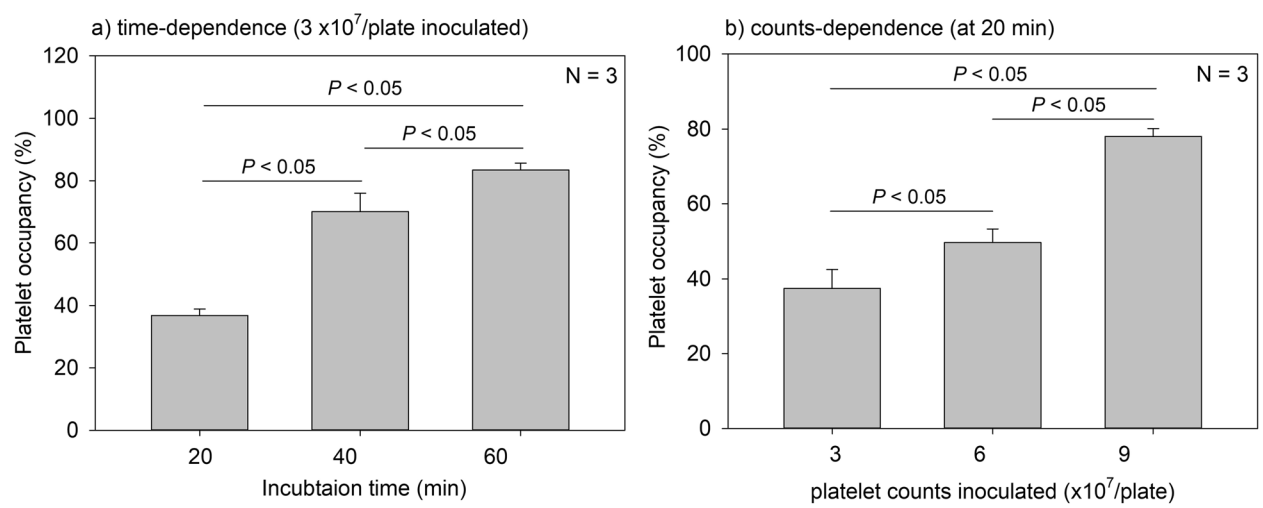 a) time-dependence (3 x10⁷/plate inoculated)
120
100
80
60
40
20
0
Platelet occupancy (%)
N = 3
P < 0.05
P < 0.05
P < 0.05
20 40 60
Incubtaion time (min)
b) counts-dependence (at 20 min)
100
80
60
40
20
0
Platelet occupancy (%)
N = 3
P < 0.05
P < 0.05
P < 0.05
3 6 9
platelet counts inoculated (x10⁷/plate)